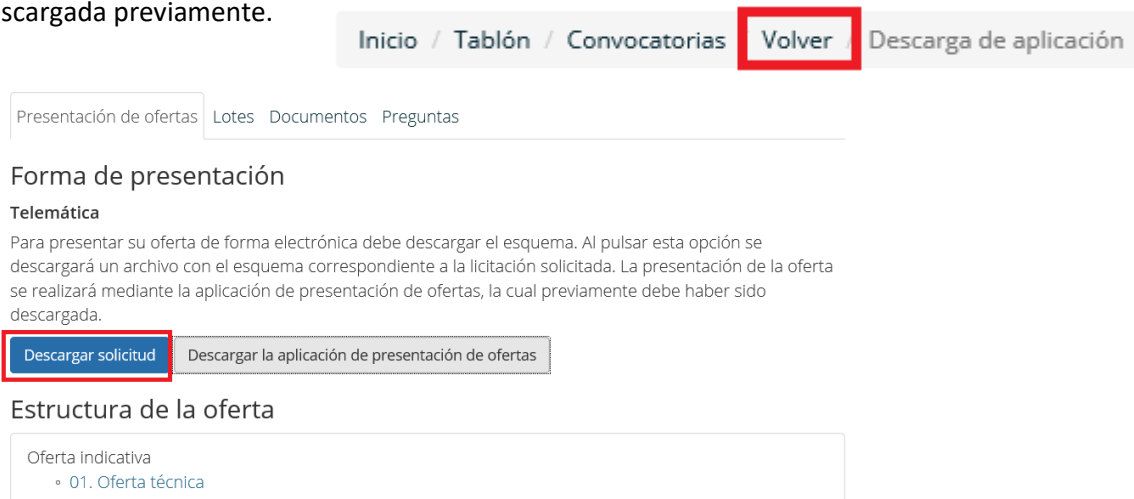 scargada previamente.
Inicio / Tablón / Convocatorias / Volver / Descarga de aplicación
Presentación de ofertas Lotes Documentos Preguntas
Forma de presentación
Telemática
Para presentar su oferta de forma electrónica debe descargar el esquema. Al pulsar esta opción se
descargará un archivo con el esquema correspondiente a la licitación solicitada. La presentación de la oferta
se realizará mediante la aplicación de presentación de ofertas, la cual previamente debe haber sido
descargada.
Descargar solicitud Descargar la aplicación de presentación de ofertas
Estructura de la oferta
Oferta indicativa
◦ 01. Oferta técnica